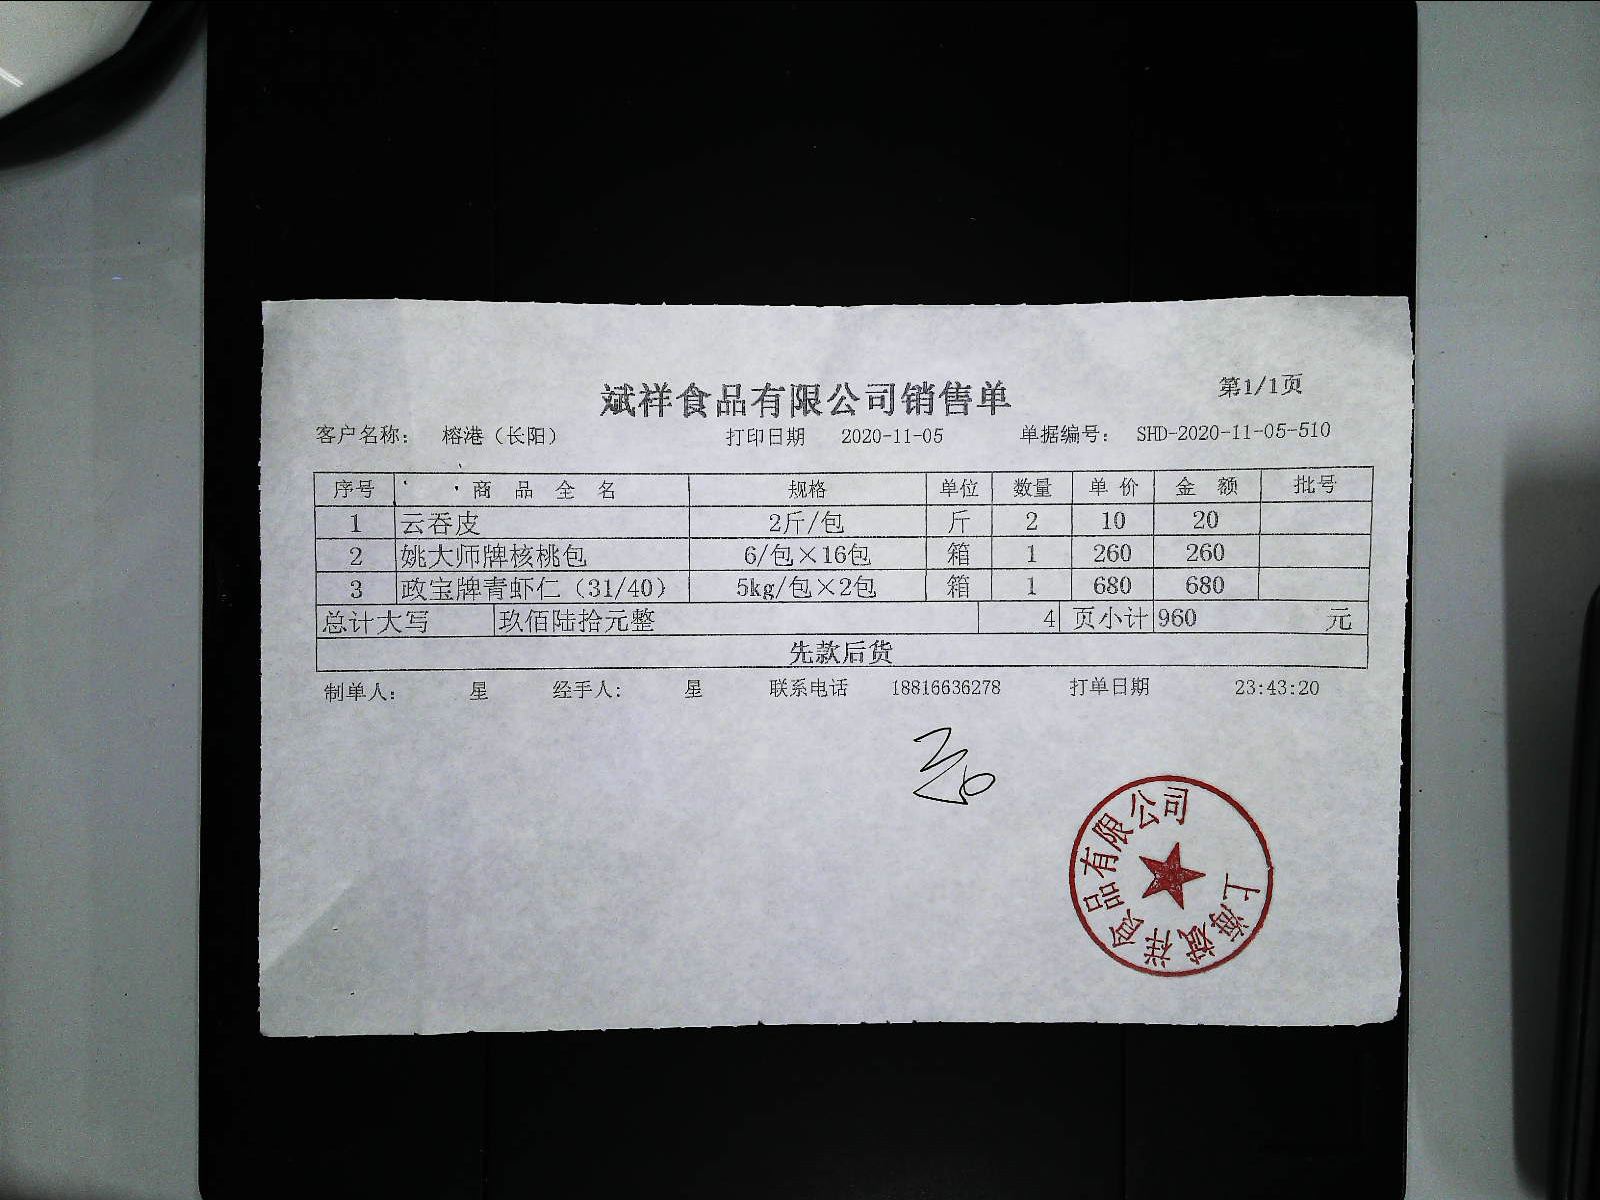 斌祥食品有限公司销售单
第1/1页
客户名称： 榕港（长阳） 打印日期 2020-11-05 单据编号： SHD-2020-11-05-510
序号 商品全名 规格 单位 数量 单价 金额 批号
1 云吞皮 2斤/包 斤 2 10 20
2 姚大师牌核桃包 6/包×16包 箱 1 260 260
3 政宝牌青虾仁（31/40） 5kg/包×2包 箱 1 680 680
总计大写 玖佰陆拾元整 4 页小计 960 元
先款后货
制单人： 星 经手人： 星 联系电话 18816636278 打单日期 23:43:20
上海 祥食品有限公司